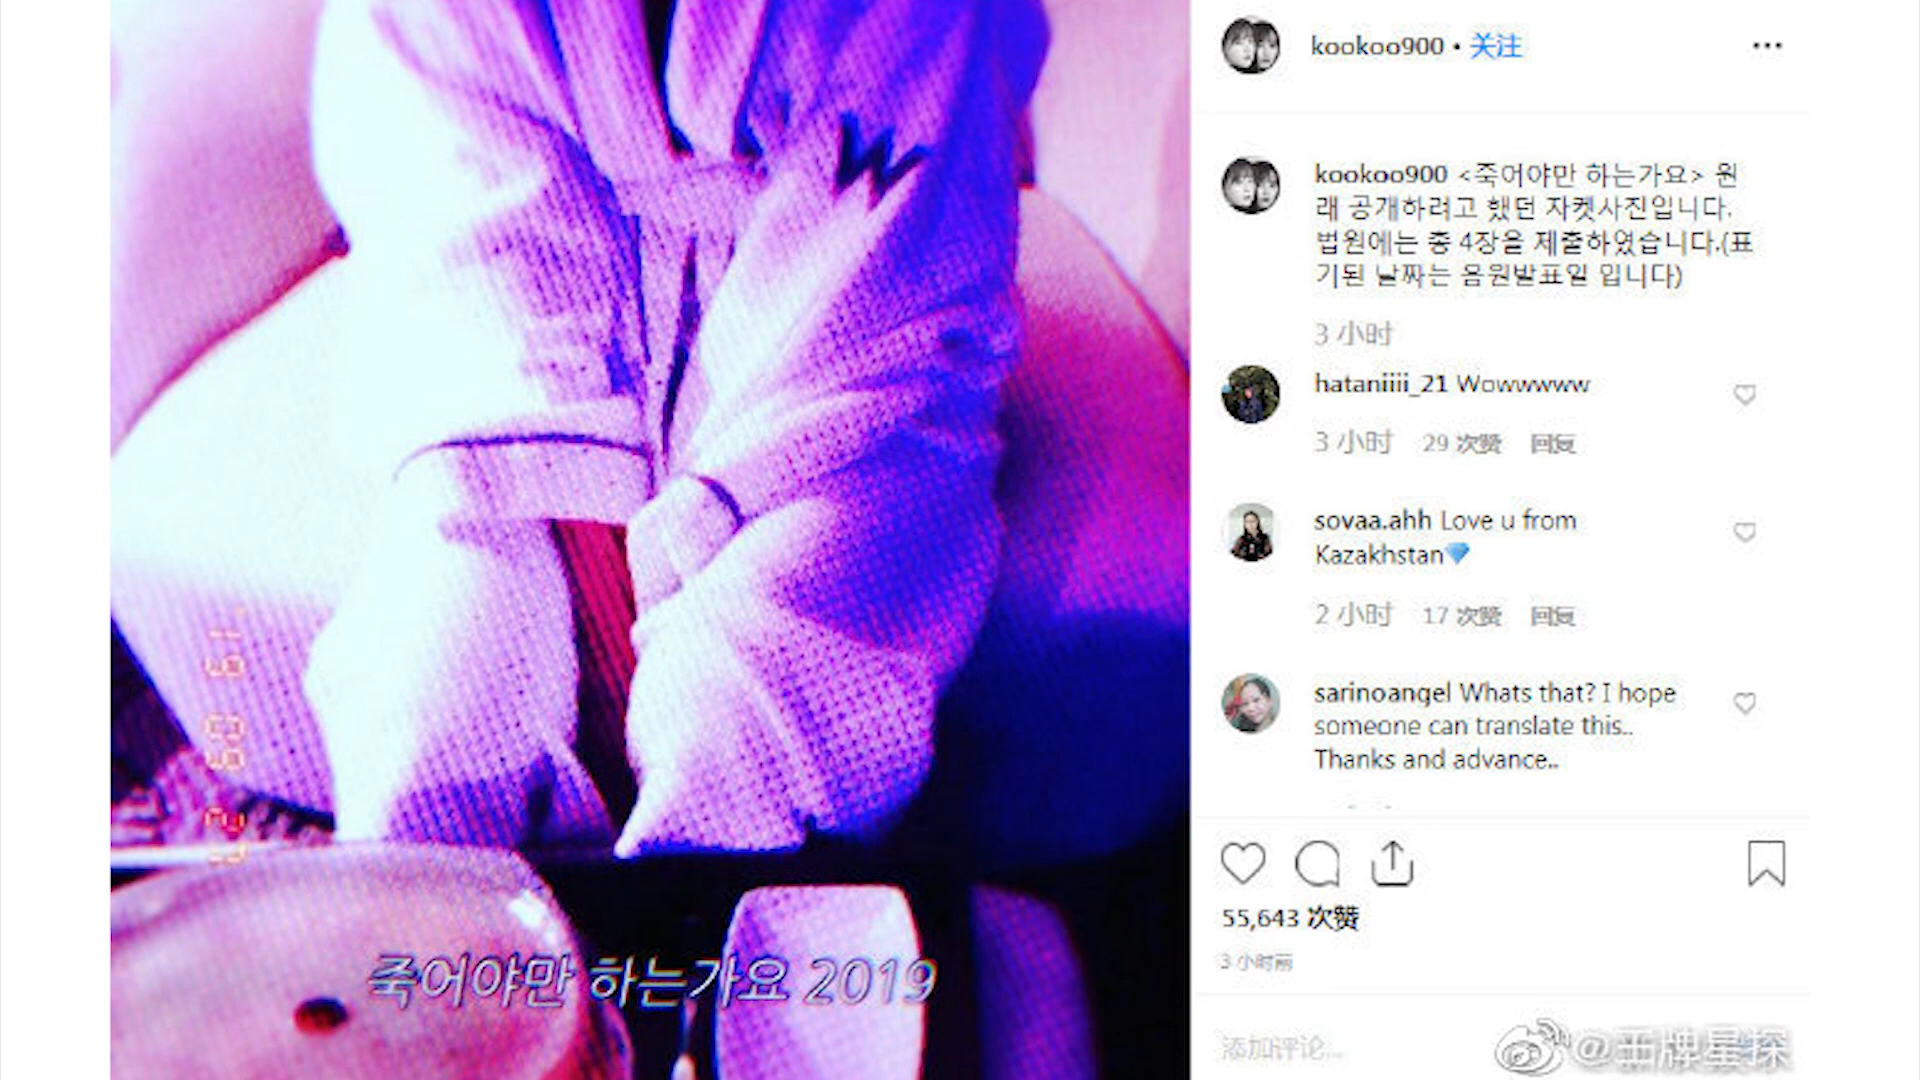 kookoo900 • 关注
kookoo900 <죽어야만 하는가요> 원
래 공개하려고 했던 자켓사진입니다.
법원에는 총 4장을 제출하였습니다.(표
기된 날짜는 음원발표일 입니다)
3 小时
hataniiii_21 Wowwwww
3 小时 29 次赞 回复
sovaa.ahh Love u from
Kazakhstan💎
2 小时 17 次赞 回复
sarinoangel Whats that? I hope
someone can translate this..
Thanks and advance..
55,643 次赞
3 小时前
添加评论...
@王牌星探
죽어야만 하는가요 2019